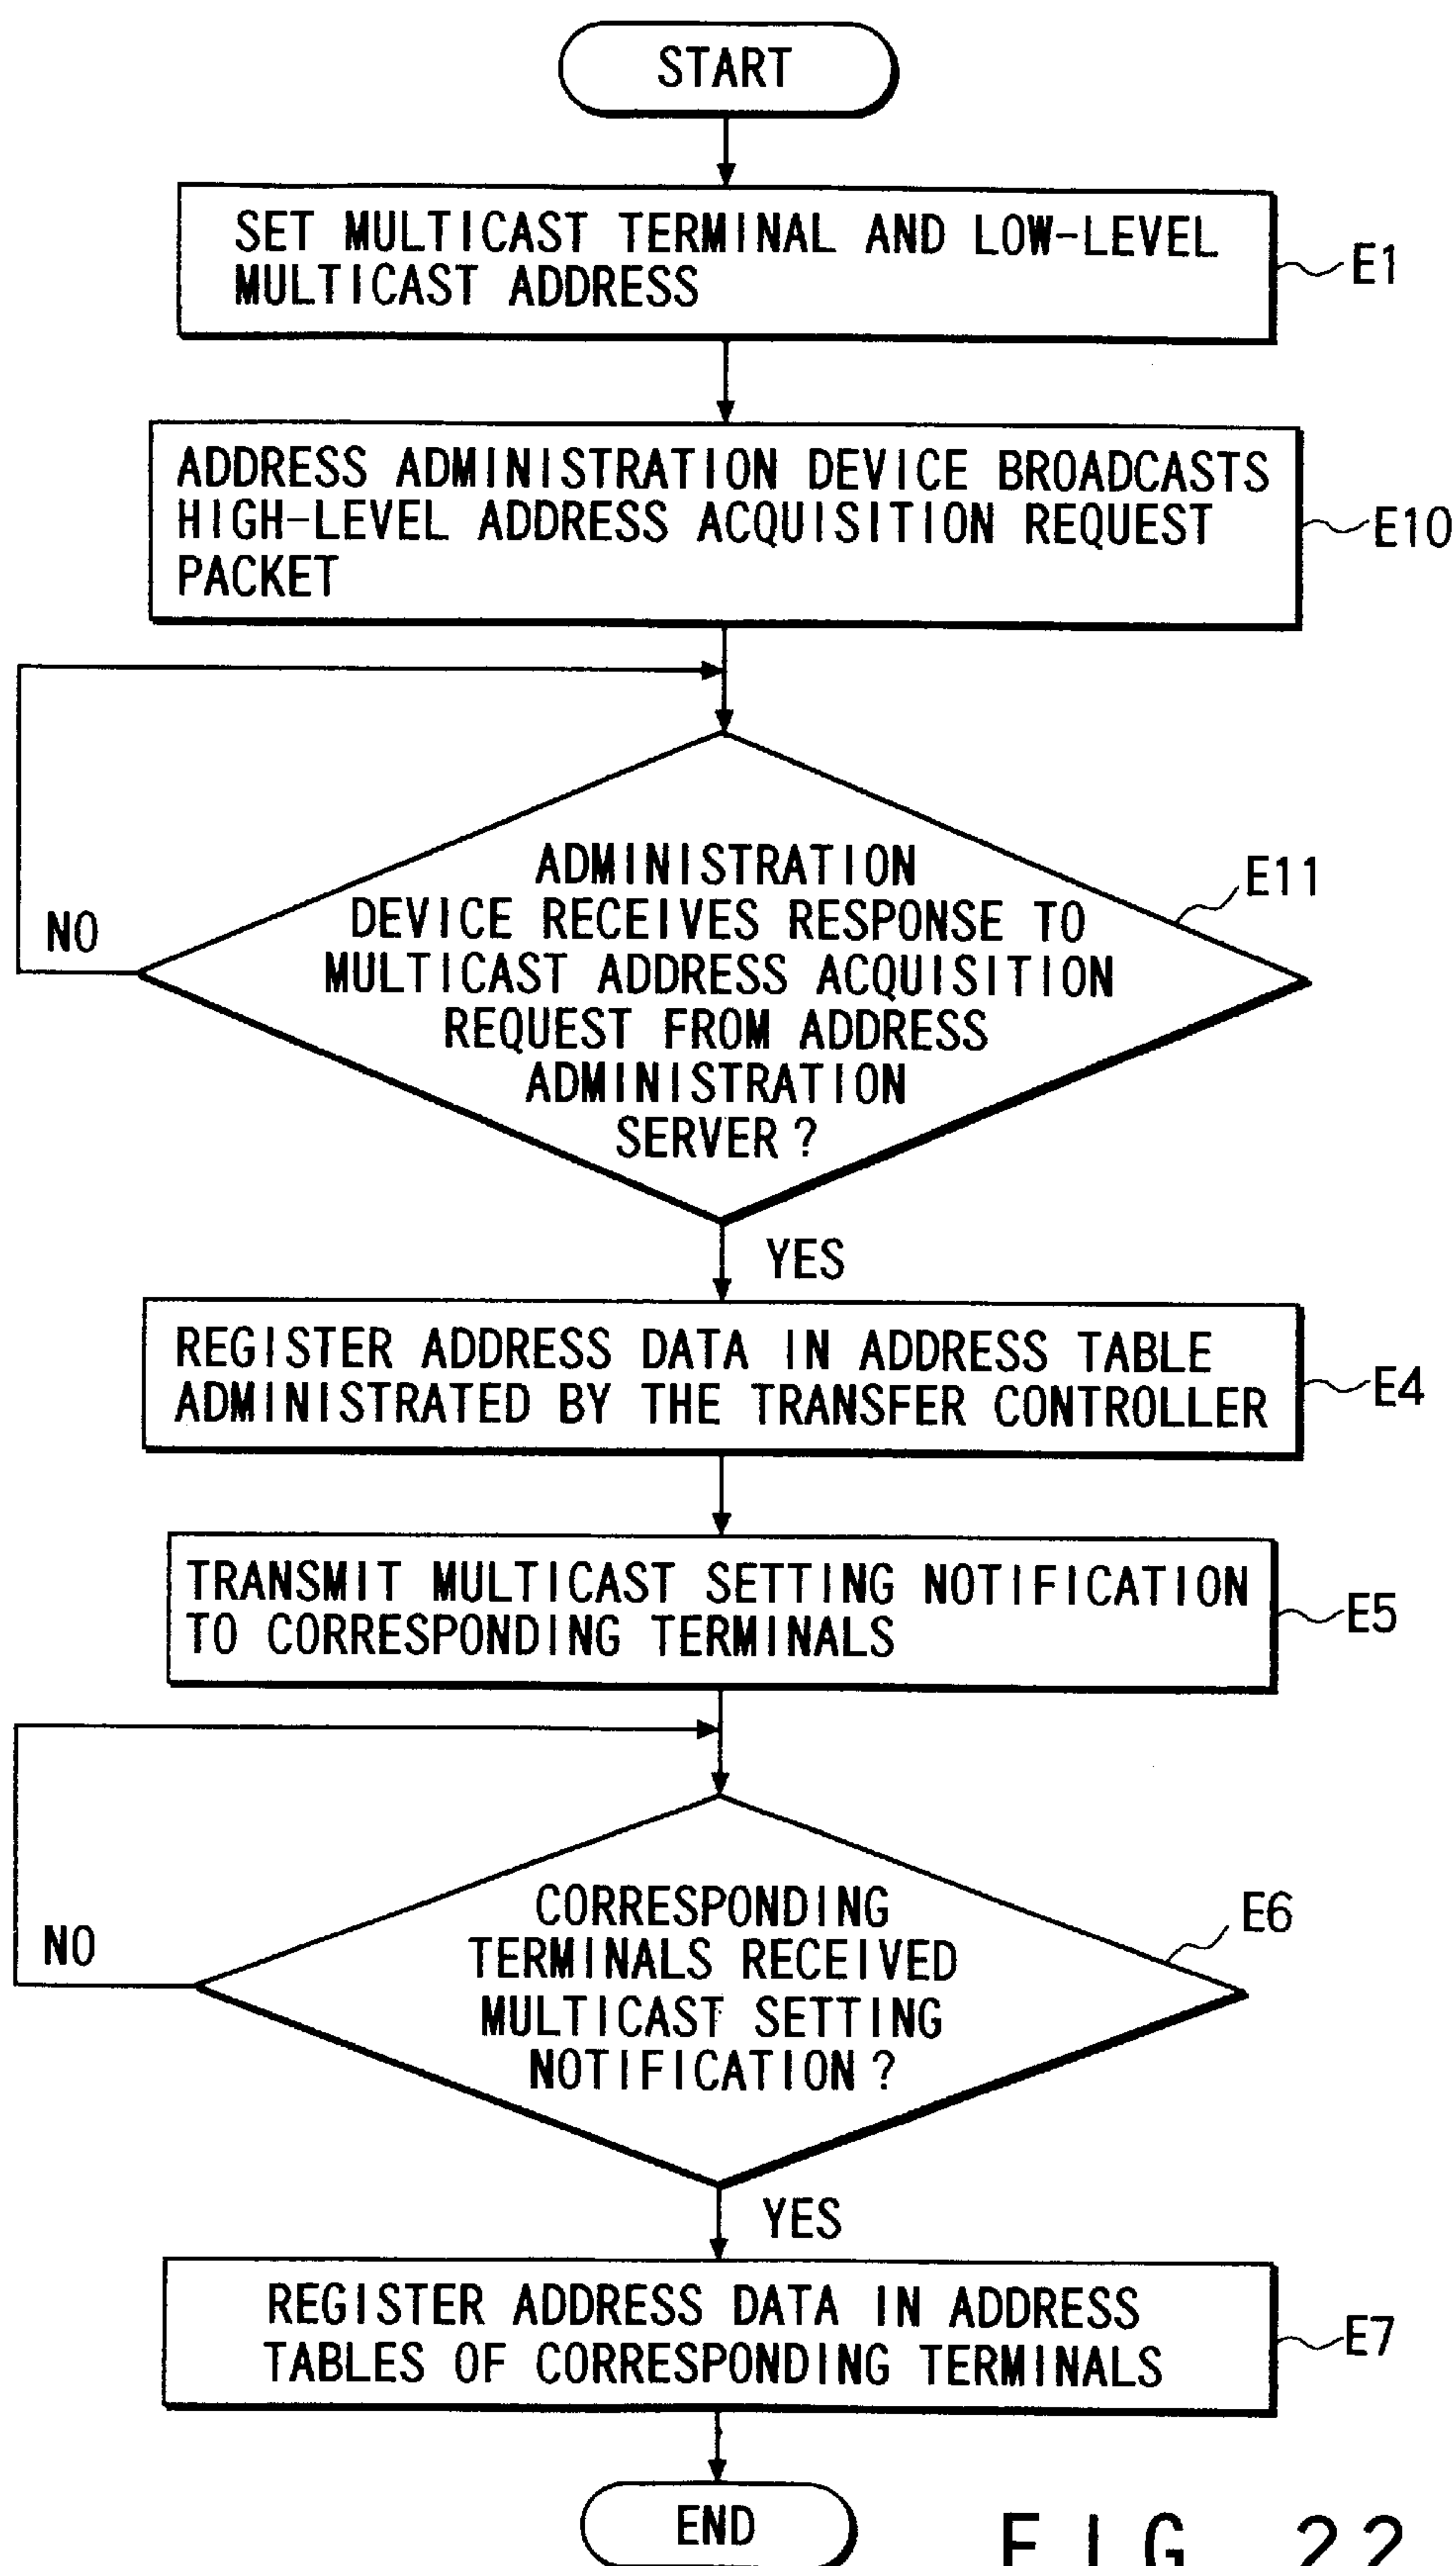 START
SET MULTICAST TERMINAL AND LOW-LEVEL
MULTICAST ADDRESS
E1
ADDRESS ADMINISTRATION DEVICE BROADCASTS
HIGH-LEVEL ADDRESS ACQUISITION REQUEST
PACKET
E10
ADMINISTRATION
DEVICE RECEIVES RESPONSE TO
MULTICAST ADDRESS ACQUISITION
REQUEST FROM ADDRESS
ADMINISTRATION
SERVER?
E11
NO
YES
REGISTER ADDRESS DATA IN ADDRESS TABLE
ADMINISTRATED BY THE TRANSFER CONTROLLER
E4
TRANSMIT MULTICAST SETTING NOTIFICATION
TO CORRESPONDING TERMINALS
E5
CORRESPONDING
TERMINALS RECEIVED
MULTICAST SETTING
NOTIFICATION?
E6
NO
YES
REGISTER ADDRESS DATA IN ADDRESS
TABLES OF CORRESPONDING TERMINALS
E7
END
FIG. 22